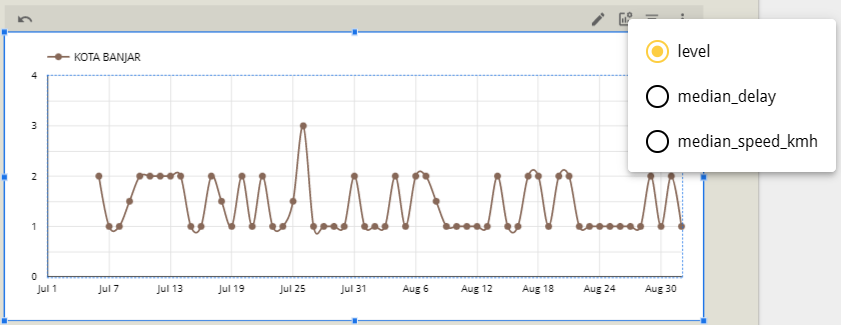 KOTA BANJAR
level
median_delay
median_speed_kmh
4
3
2
1
0
Jul 1 Jul 7 Jul 13 Jul 19 Jul 25 Jul 31 Aug 6 Aug 12 Aug 18 Aug 24 Aug 30